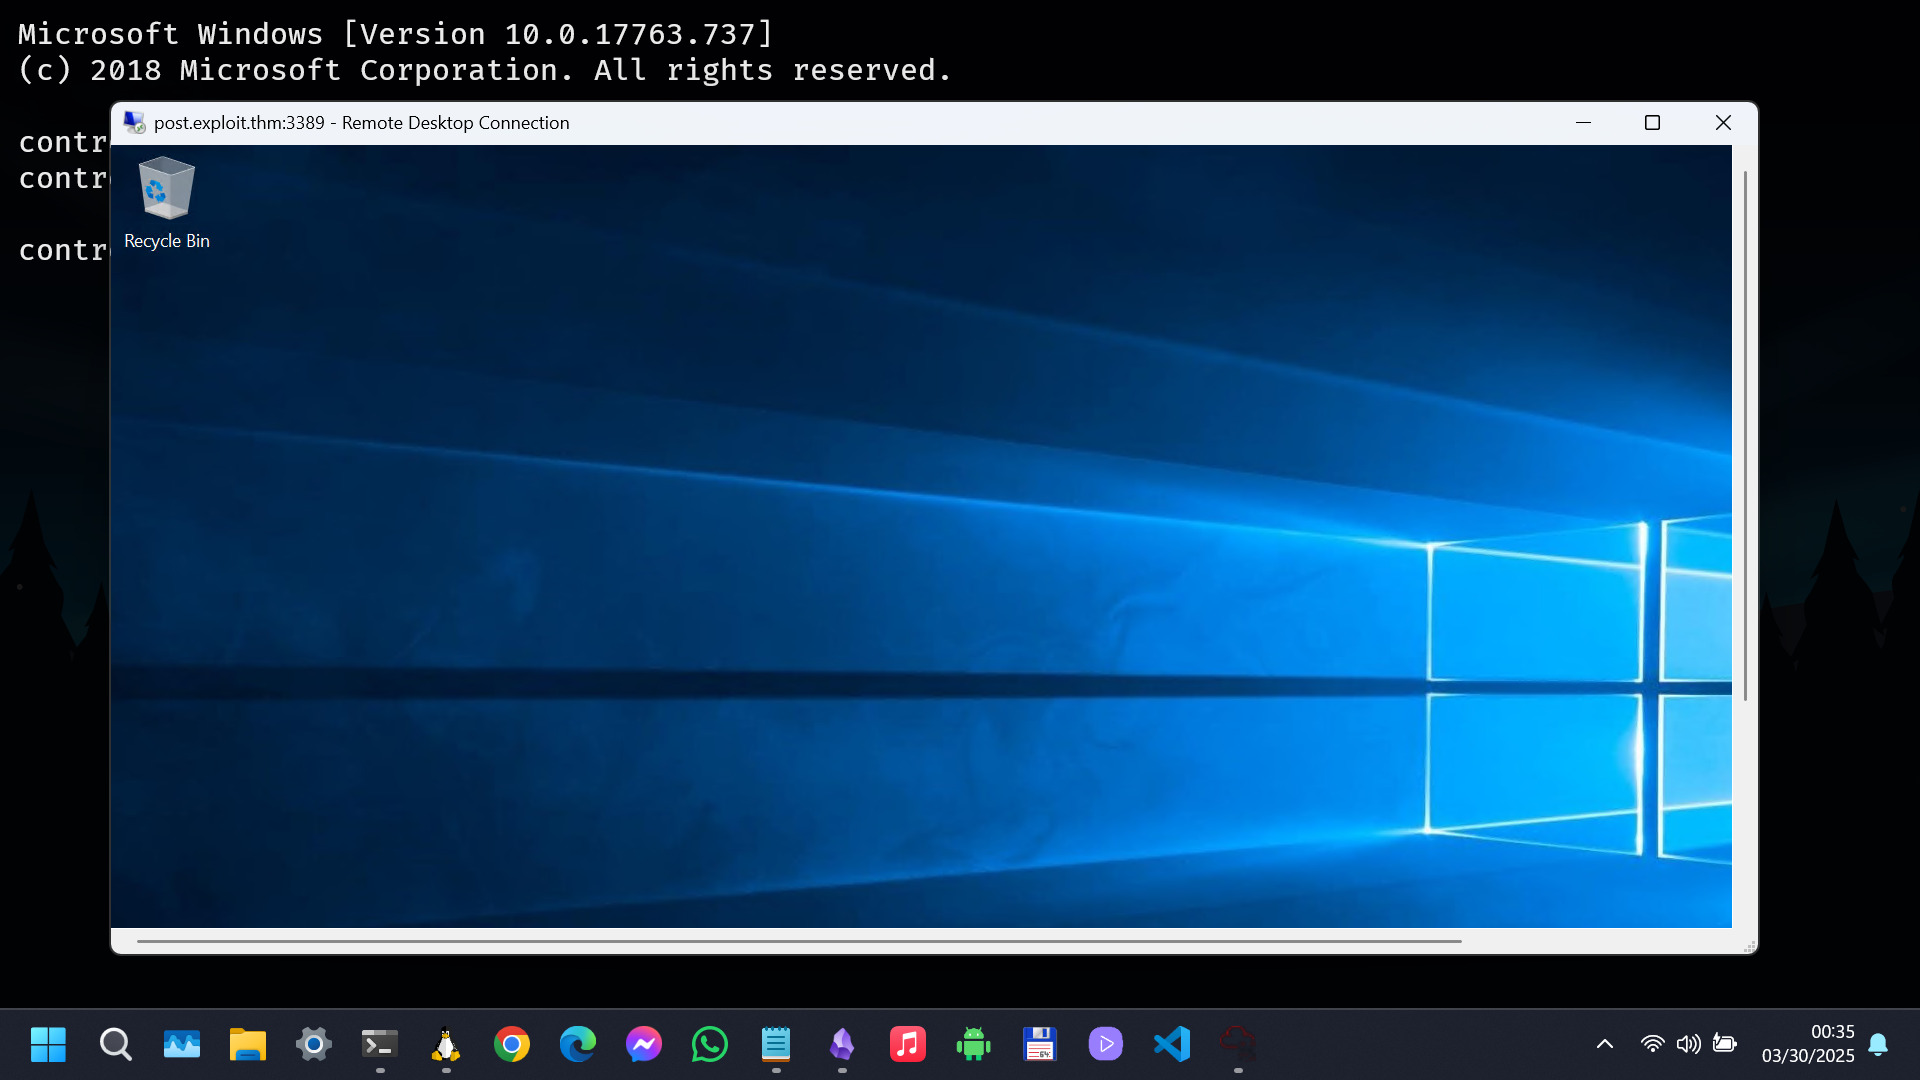 Microsoft Windows [Version 10.0.17763.737]
(c) 2018 Microsoft Corporation. All rights reserved.
post.exploit.thm:3389 - Remote Desktop Connection
contr
contr
Recycle Bin
contr
64
00:35
03/30/2025